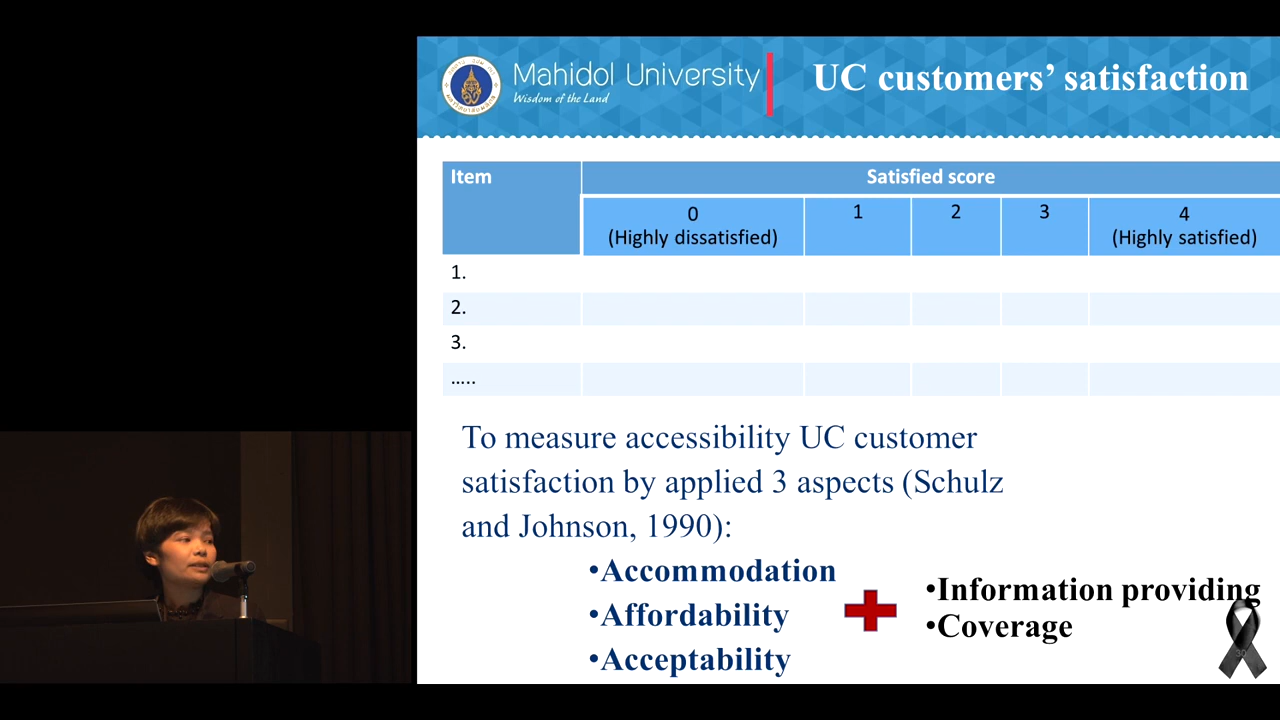 Mahidol University
Wisdom of the Land
UC customers’ satisfaction
Item
Satisfied score
0
(Highly dissatisfied)
1
2
3
4
(Highly satisfied)
1.
2.
3.
…..
To measure accessibility UC customer
satisfaction by applied 3 aspects (Schulz
and Johnson, 1990):
•Accommodation
•Affordability
•Acceptability
•Information providing
•Coverage
30